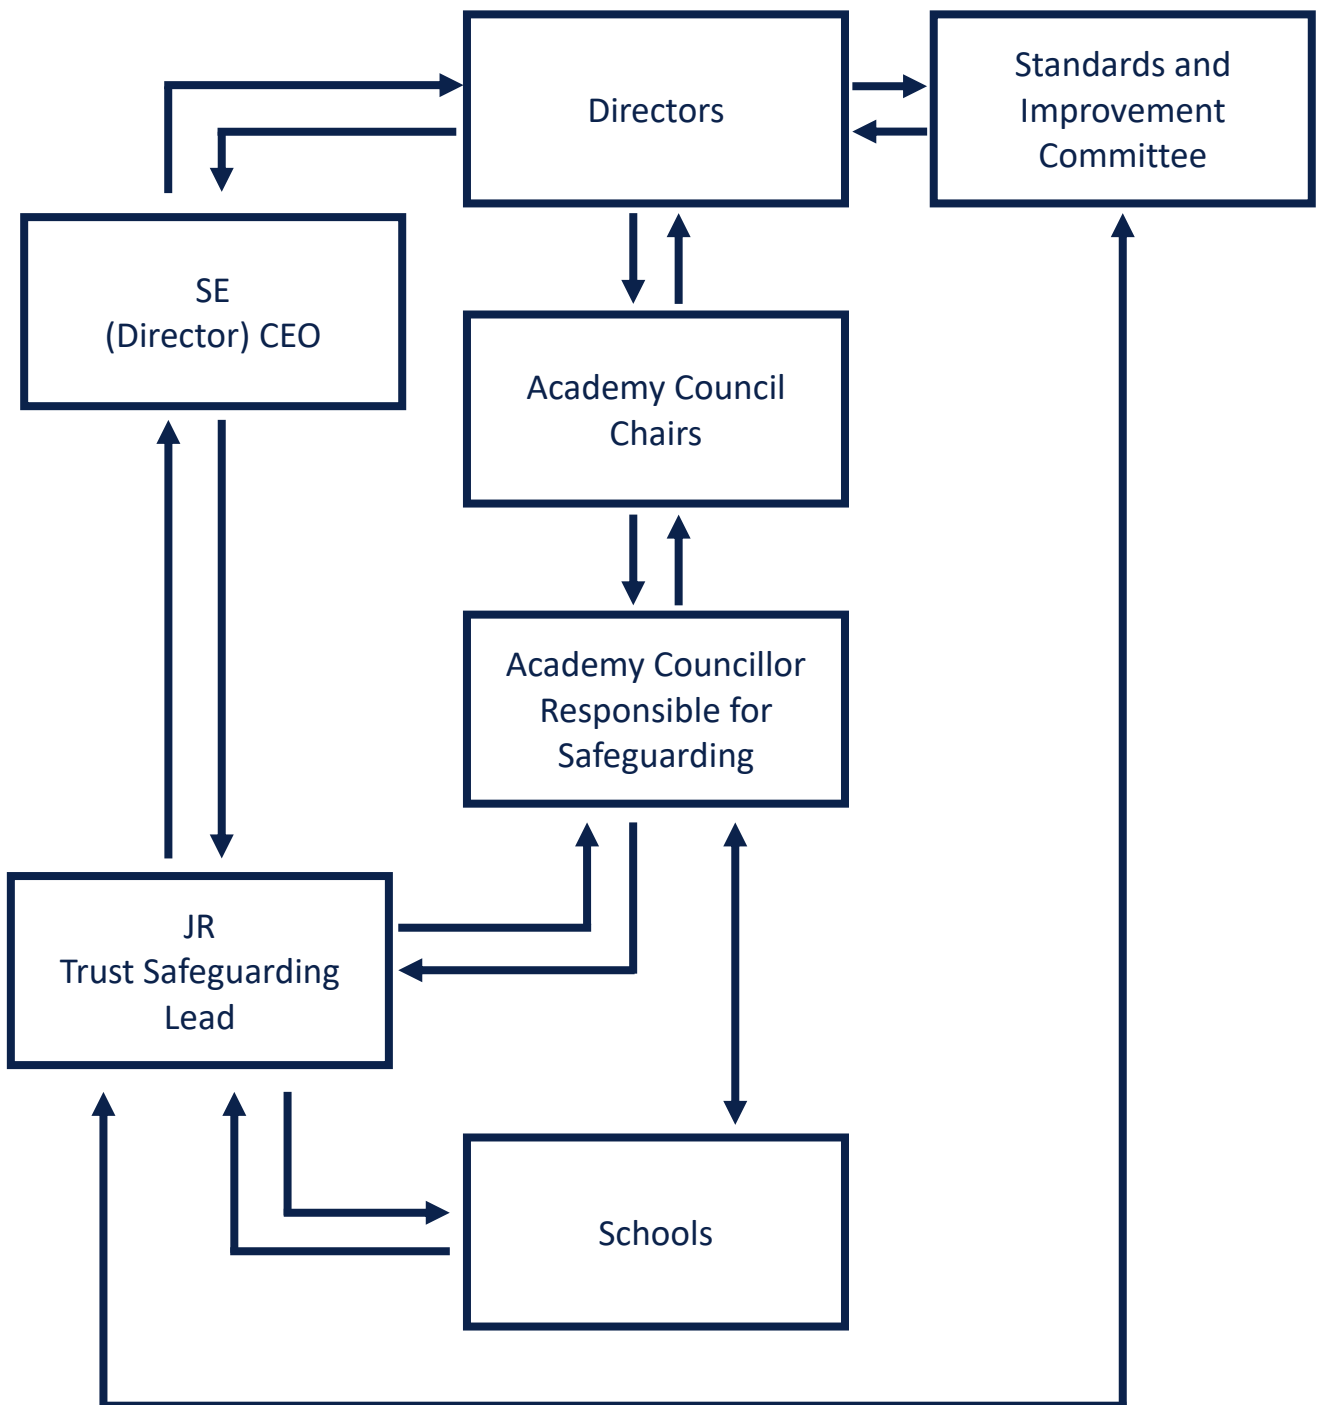 Directors
Standards and
Improvement
Committee
SE
(Director) CEO
Academy Council
Chairs
Academy Councillor
Responsible for
Safeguarding
JR
Trust Safeguarding
Lead
Schools